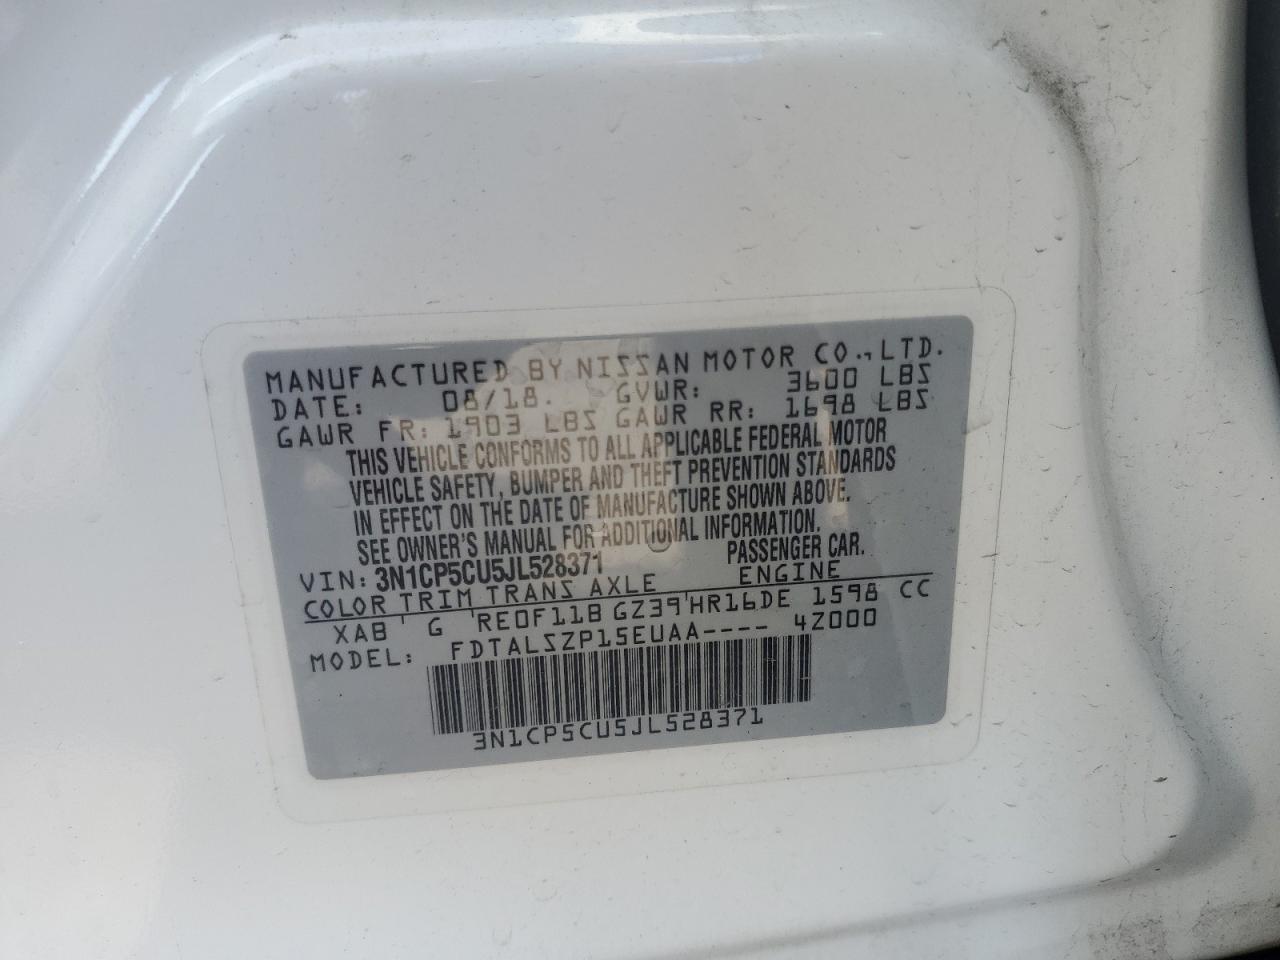 MANUFACTURED BY NISSAN MOTOR CO., LTD.
DATE: 08/18. GVWR: 3600 LBS
GAWR FR: 1903 LBS GAWR RR: 1698 LBS
THIS VEHICLE CONFORMS TO ALL APPLICABLE FEDERAL MOTOR
VEHICLE SAFETY, BUMPER AND THEFT PREVENTION STANDARDS
IN EFFECT ON THE DATE OF MANUFACTURE SHOWN ABOVE.
SEE OWNER'S MANUAL FOR ADDITIONAL INFORMATION.
VIN: 3N1CP5CU5JL528371 PASSENGER CAR.
COLOR TRIM TRANS AXLE ENGINE
XAB' G 'RE0F11B GZ39'HR16DE 1598 CC
MODEL: FDTALSZP15EUAA---- 4Z000
3N1CP5CU5JL528371